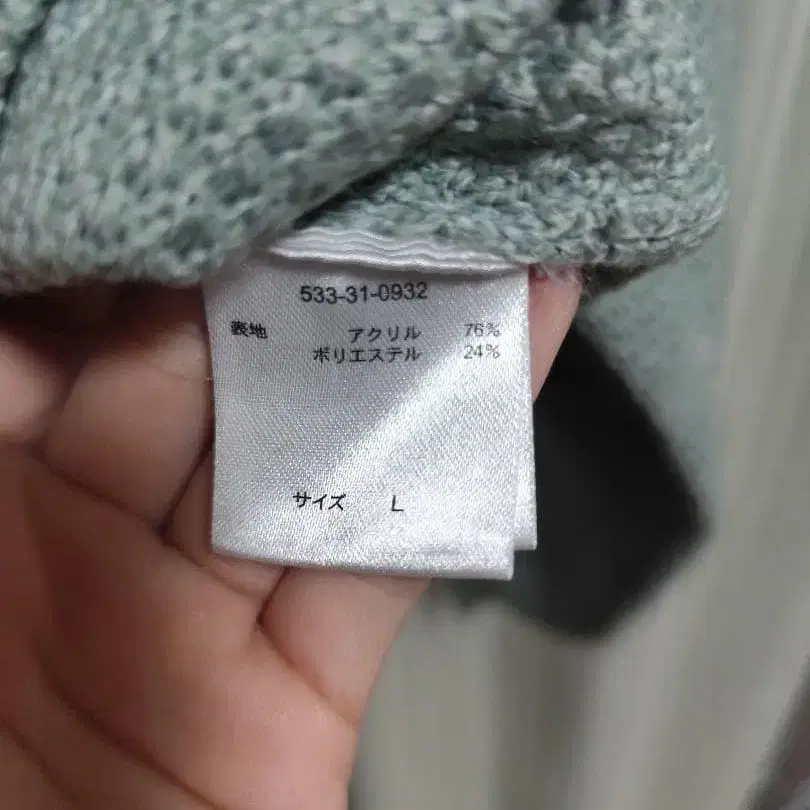 533-31-0932
表地 アクリル 76%
ポリエステル 24%
サイズ L